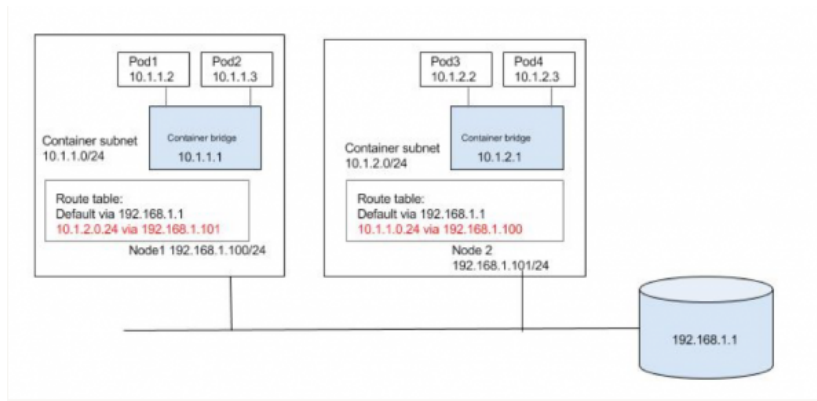 Pod1
10.1.1.2
Pod2
10.1.1.3
Container bridge
10.1.1.1
Container subnet
10.1.1.0/24
Route table:
Default via 192.168.1.1
10.1.2.0.24 via 192.168.1.101
Node1 192.168.1.100/24
Pod3
10.1.2.2
Pod4
10.1.2.3
Container bridge
10.1.2.1
Container subnet
10.1.2.0/24
Route table:
Default via 192.168.1.1
10.1.1.0.24 via 192.168.1.100
Node 2
192.168.1.101/24
192.168.1.1